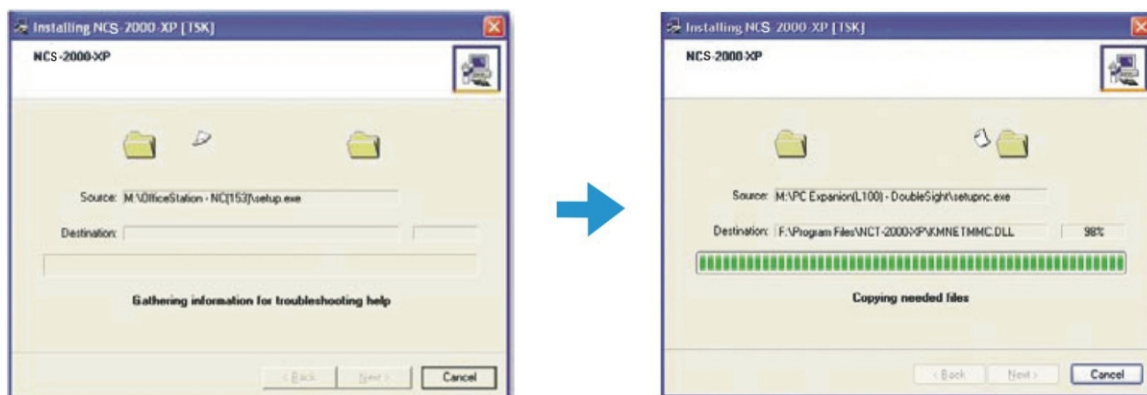 Installing NCS-2000-XP [TSK]
NCS-2000-XP
Source: M:\OfficeStation - NC[153]\setup.exe
Destination:
Gathering information for troubleshooting help
< Back Next > Cancel
Installing NCS-2000-XP [TSK]
NCS-2000-XP
Source: M:\PC Expanion(L100) - DoubleSight\setupnc.exe
Destination: F:\Program Files\NCT-2000-XP\KMNETMMC.DLL 98%
Copying needed files
< Back Next > Cancel